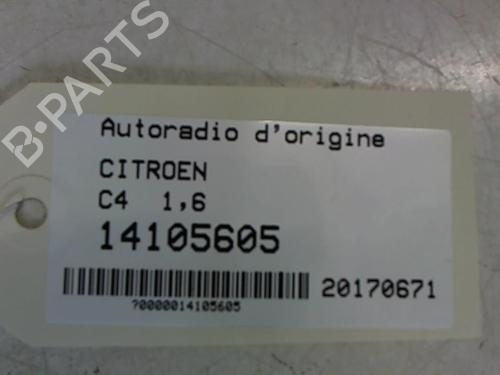 B-PARTS
Autoradio d'origine
CITROEN
C4 1,6
14105605
20170671
?0000014105605